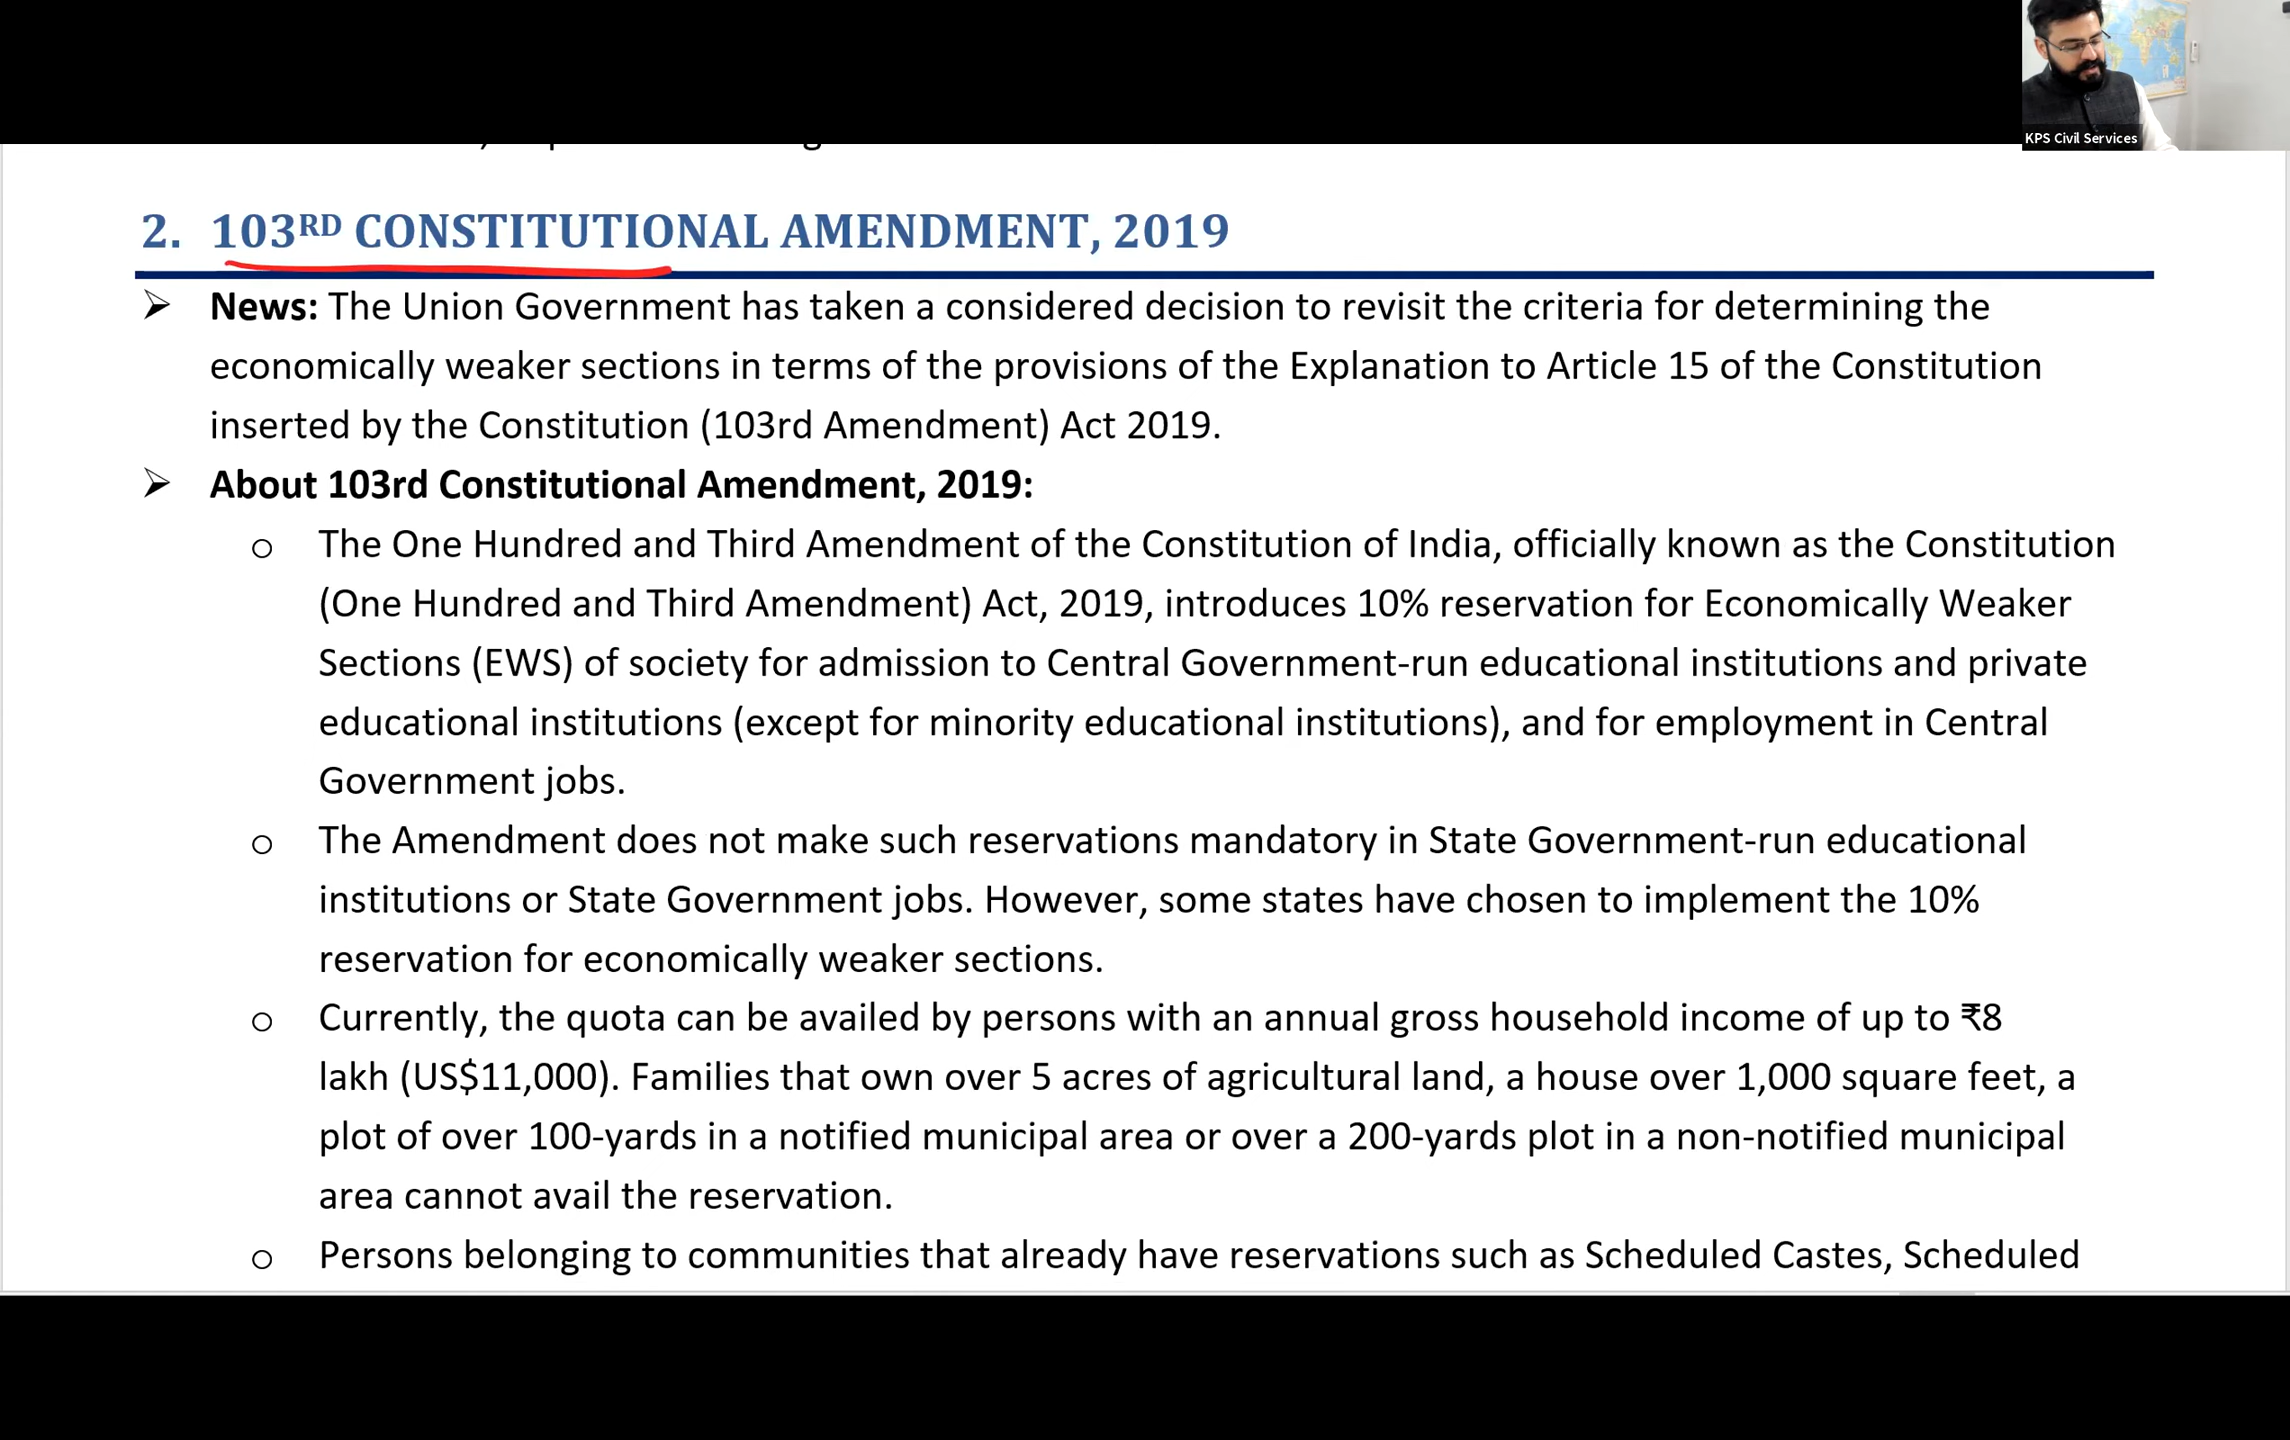 KPS Civil Services
2. 103RD CONSTITUTIONAL AMENDMENT, 2019
➢ News: The Union Government has taken a considered decision to revisit the criteria for determining the
economically weaker sections in terms of the provisions of the Explanation to Article 15 of the Constitution
inserted by the Constitution (103rd Amendment) Act 2019.
➢ About 103rd Constitutional Amendment, 2019:
o The One Hundred and Third Amendment of the Constitution of India, officially known as the Constitution
(One Hundred and Third Amendment) Act, 2019, introduces 10% reservation for Economically Weaker
Sections (EWS) of society for admission to Central Government-run educational institutions and private
educational institutions (except for minority educational institutions), and for employment in Central
Government jobs.
o The Amendment does not make such reservations mandatory in State Government-run educational
institutions or State Government jobs. However, some states have chosen to implement the 10%
reservation for economically weaker sections.
o Currently, the quota can be availed by persons with an annual gross household income of up to ₹8
lakh (US$11,000). Families that own over 5 acres of agricultural land, a house over 1,000 square feet, a
plot of over 100-yards in a notified municipal area or over a 200-yards plot in a non-notified municipal
area cannot avail the reservation.
o Persons belonging to communities that already have reservations such as Scheduled Castes, Scheduled